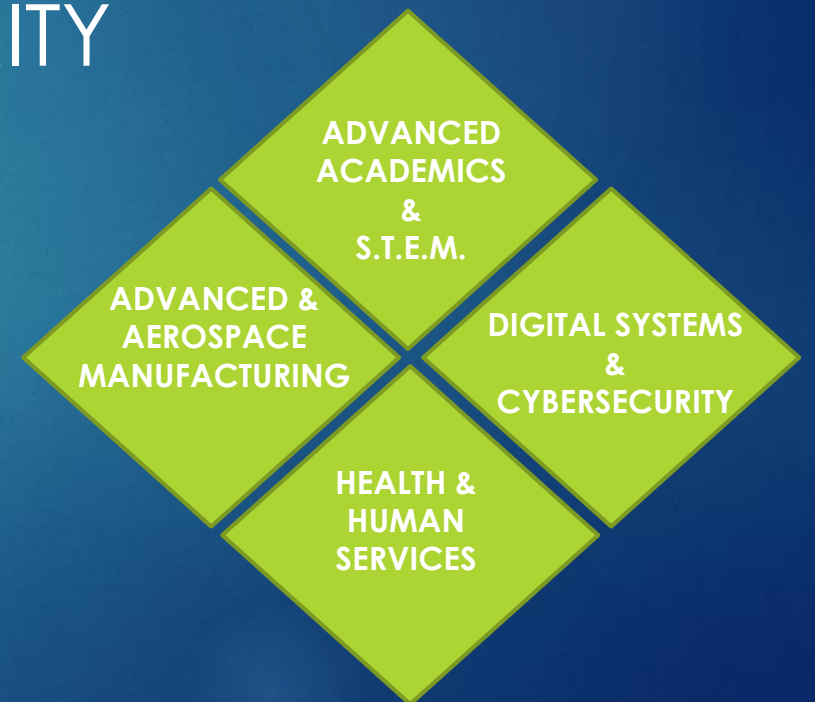 ITY
ADVANCED
ACADEMICS
&
S.T.E.M.
ADVANCED &
AEROSPACE
MANUFACTURING
DIGITAL SYSTEMS
&
CYBERSECURITY
HEALTH &
HUMAN
SERVICES